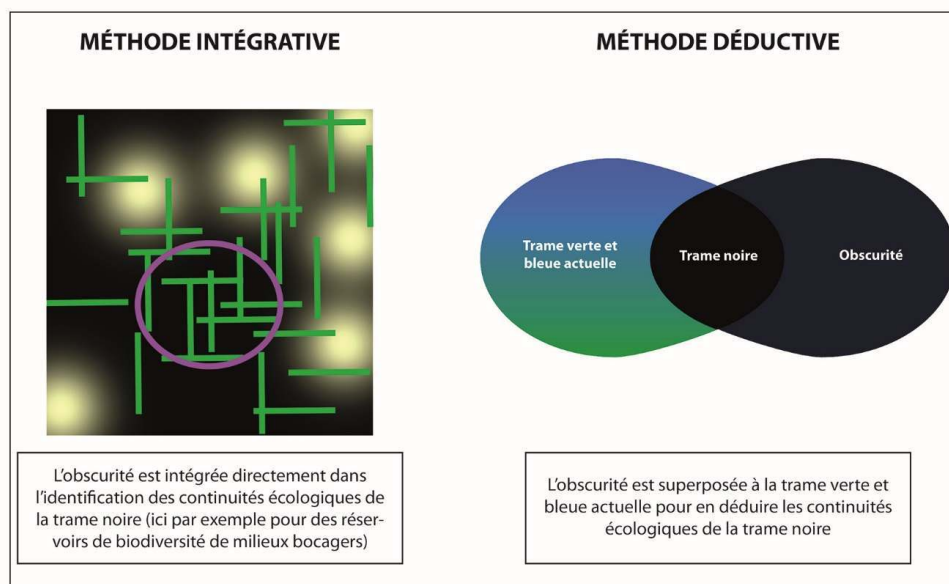 MÉTHODE INTÉGRATIVE
L'obscurité est intégrée directement dans
l'identification des continuités écologiques de
la trame noire (ici par exemple pour des réser-
voirs de biodiversité de milieux bocagers)
MÉTHODE DÉDUCTIVE
Trame verte et
bleue actuelle
Trame noire
Obscurité
L'obscurité est superposée à la trame verte et
bleue actuelle pour en déduire les continuités
écologiques de la trame noire